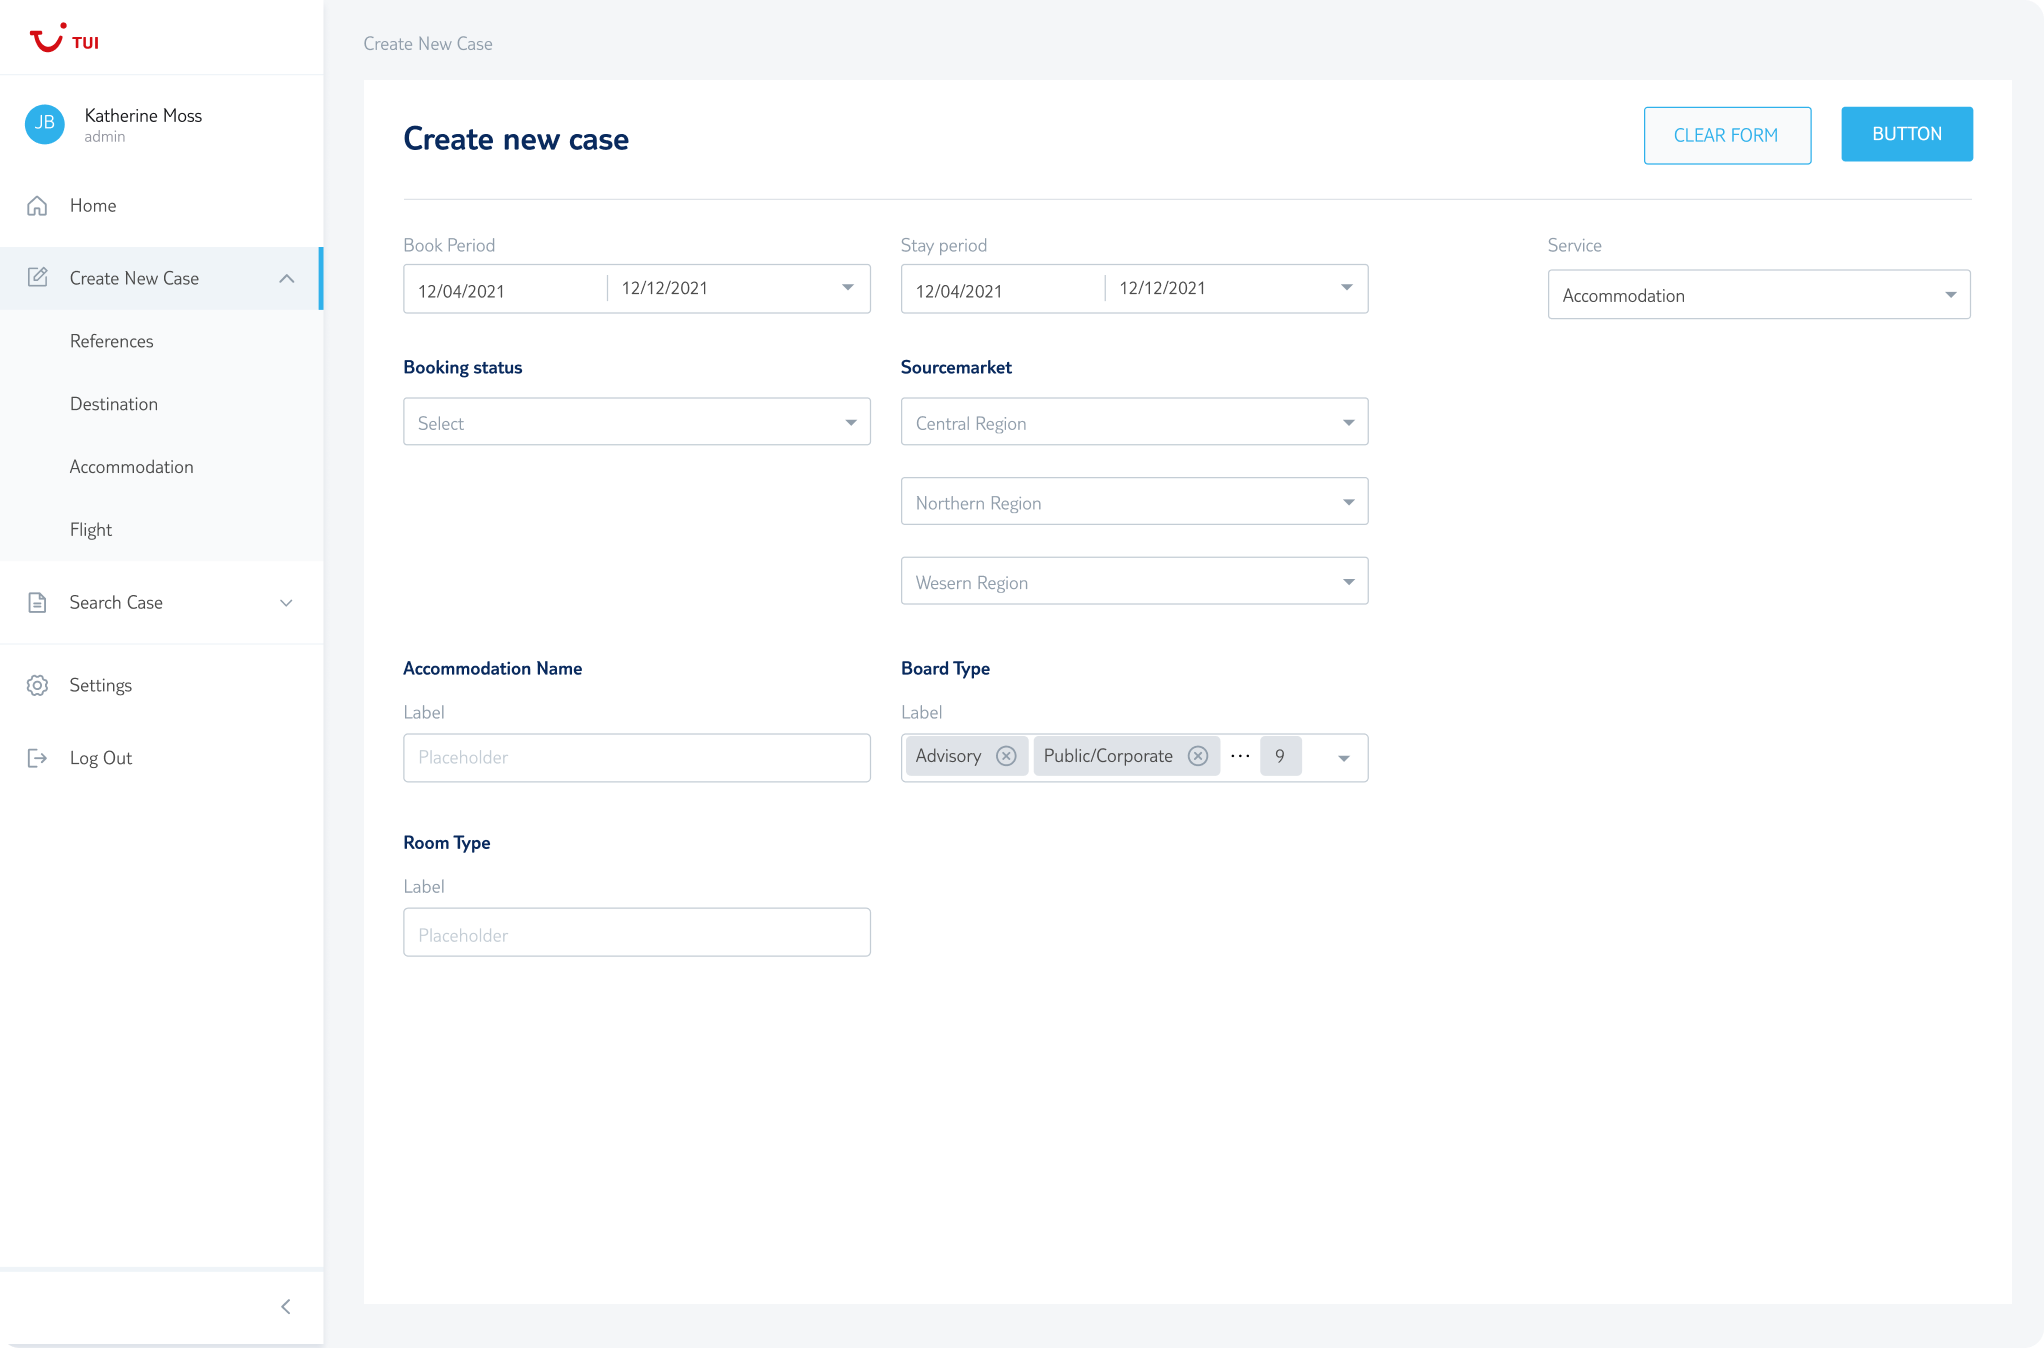 TUI
JB
Katherine Moss
admin
Home
Create New Case
References
Destination
Accommodation
Flight
Search Case
Settings
Log Out
Create New Case
Create new case
CLEAR FORM
BUTTON
Book Period
Stay period
Service
12/04/2021
12/12/2021
12/04/2021
12/12/2021
Accommodation
Booking status
Sourcemarket
Select
Central Region
Northern Region
Wesern Region
Accommodation Name
Board Type
Label
Label
Placeholder
Advisory
Public/Corporate
...
9
Room Type
Label
Placeholder